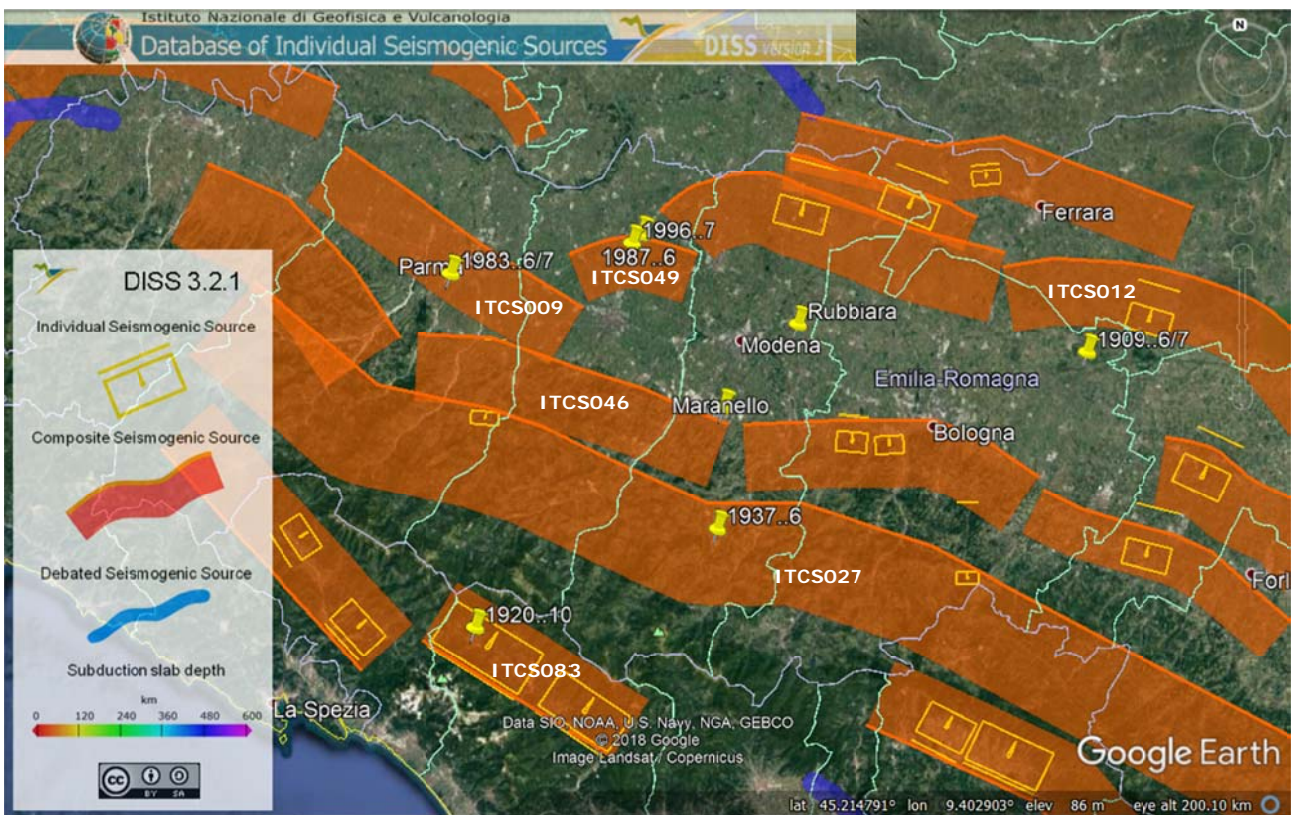 Istituto Nazionale di Geofisica e Vulcanologia
Database of Individual Seismogenic Sources
DISS version 3
N
Ferrara
1996..7
1987..6
ITCS049
Parma
1983..6/7
ITCS009
ITCS012
Rubbiara
Modena
1909..6/7
Emilia-Romagna
ITCS046
Maranello
Bologna
1937..6
ITCS027
Forl
1920..10
ITCS083
La Spezia
DISS 3.2.1
Individual Seismogenic Source
Composite Seismogenic Source
Debated Seismogenic Source
Subduction slab depth
km
0 120 240 360 480 600
cc BY SA
Data SIO, NOAA, U.S. Navy, NGA, GEBCO
© 2018 Google
Image Landsat / Copernicus
Google Earth
lat 45.214791° lon 9.402903° elev 86 m eye alt 200.10 km